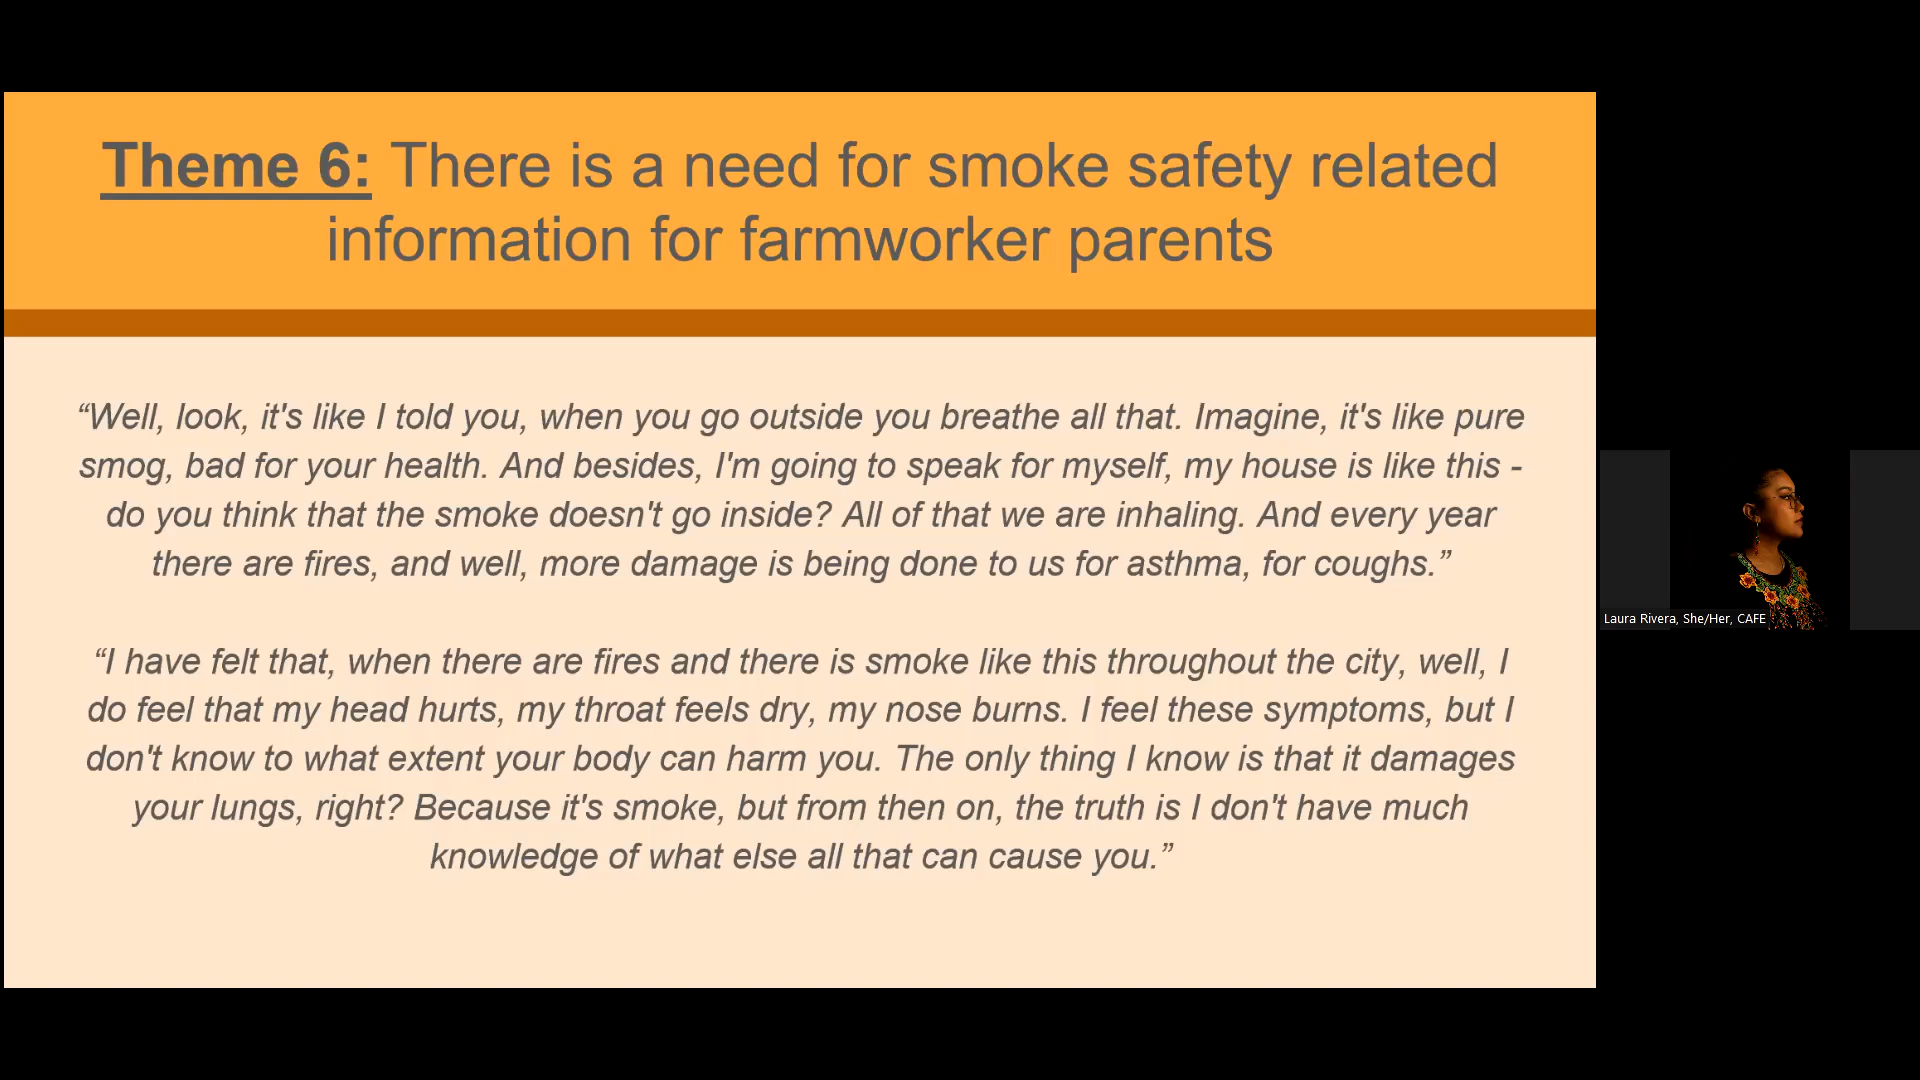 Theme 6: There is a need for smoke safety related
information for farmworker parents
“Well, look, it's like I told you, when you go outside you breathe all that. Imagine, it's like pure
smog, bad for your health. And besides, I'm going to speak for myself, my house is like this -
do you think that the smoke doesn't go inside? All of that we are inhaling. And every year
there are fires, and well, more damage is being done to us for asthma, for coughs.”
“I have felt that, when there are fires and there is smoke like this throughout the city, well, I
do feel that my head hurts, my throat feels dry, my nose burns. I feel these symptoms, but I
don't know to what extent your body can harm you. The only thing I know is that it damages
your lungs, right? Because it's smoke, but from then on, the truth is I don't have much
knowledge of what else all that can cause you.”
Laura Rivera, She/Her, CAFE